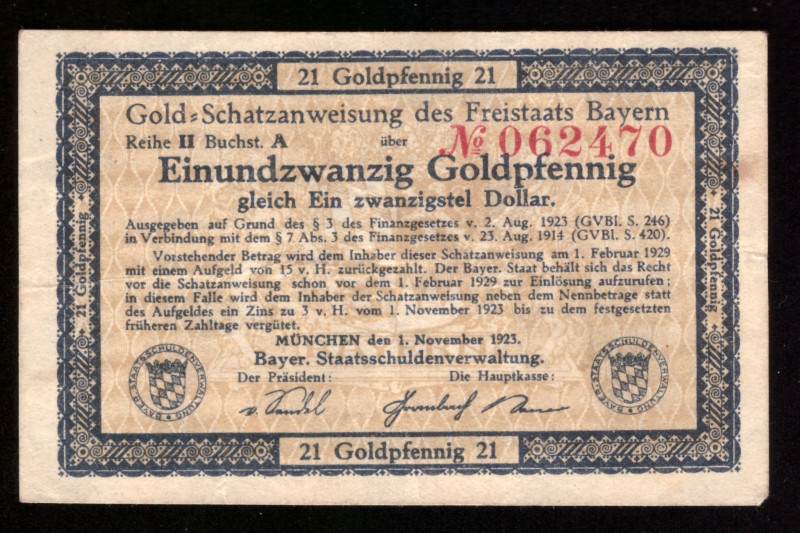 21 Goldpfennig 21
Gold-Schatzanweisung des Freistaats Bayern
Reihe II Buchst. A über № 062470
Einundzwanzig Goldpfennig
gleich Ein zwanzigstel Dollar.
Ausgegeben auf Grund des § 3 des Finanzgesetzes v. 2. Aug. 1923 (GVBl. S. 246)
in Verbindung mit dem § 7 Abs. 3 des Finanzgesetzes v. 23. Aug. 1914 (GVBl. S. 420).
Vorstehender Betrag wird dem Inhaber dieser Schatzanweisung am 1. Februar 1929
mit einem Aufgeld von 15 v. H. zurückgezahlt. Der Bayer. Staat behält sich das Recht
vor die Schatzanweisung schon vor dem 1. Februar 1929 zur Einlösung aufzurufen;
in diesem Falle wird dem Inhaber der Schatzanweisung neben dem Nennbetrage statt
des Aufgeldes ein Zins zu 3 v. H. vom 1. November 1923 bis zu dem festgesetzten
früheren Zahltage vergütet.
MÜNCHEN den 1. November 1923.
Bayer. Staatsschuldenverwaltung.
Der Präsident: Die Hauptkasse:
BAYER. STAATSSCHULDENVERWALTUNG
BAYER. STAATSSCHULDENVERWALTUNG
21 Goldpfennig 21
21 Goldpfennig 21
21 Goldpfennig 21